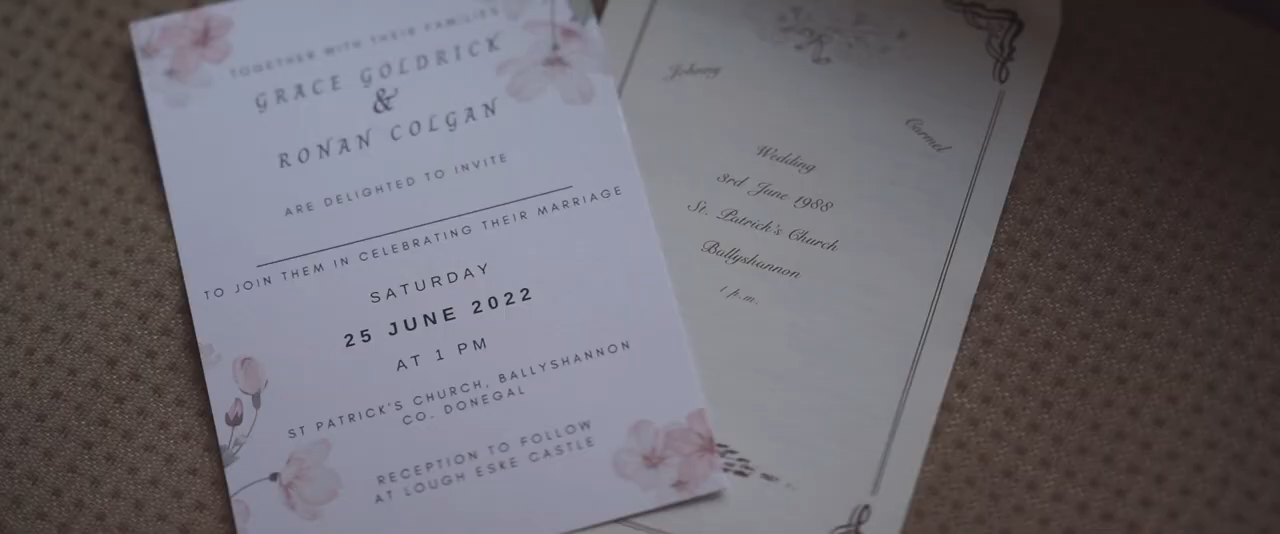 TOGETHER WITH THEIR FAMILIES
GRACE GOLDRICK
&
RONAN COLGAN
ARE DELIGHTED TO INVITE
TO JOIN THEM IN CELEBRATING THEIR MARRIAGE
SATURDAY
25 JUNE 2022
AT 1 PM
ST PATRICK'S CHURCH, BALLYSHANNON
CO. DONEGAL
RECEPTION TO FOLLOW
AT LOUGH ESKE CASTLE
Johnny
Carmel
Wedding
3rd June 1988
St. Patrick's Church
Ballyshannon
1 p.m.